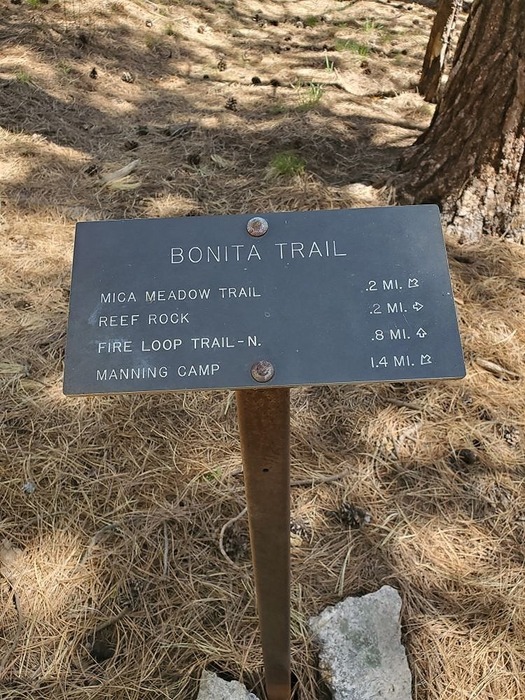 BONITA TRAIL
MICA MEADOW TRAIL .2 MI.
REEF ROCK .2 MI. ⇨
FIRE LOOP TRAIL-N. .8 MI. ⇧
MANNING CAMP 1.4 MI.